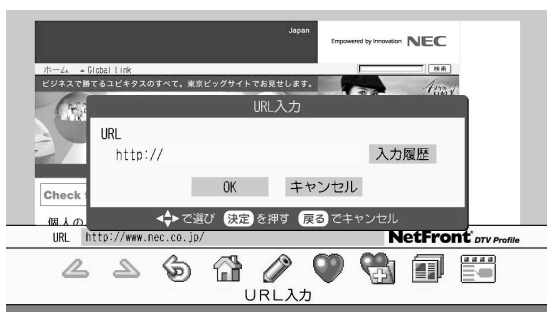 Japan
Empowered by Innovation NEC
ホーム Global Link 検索
ビジネスで勝てるユビキタスのすべて。東京ビッグサイトでお見せします。
URL入力
URL
http://
入力履歴
OK キャンセル
で選び 決定 を押す 戻る でキャンセル
Check
個人の
URL http://www.nec.co.jp/
NetFront DTV Profile
URL入力